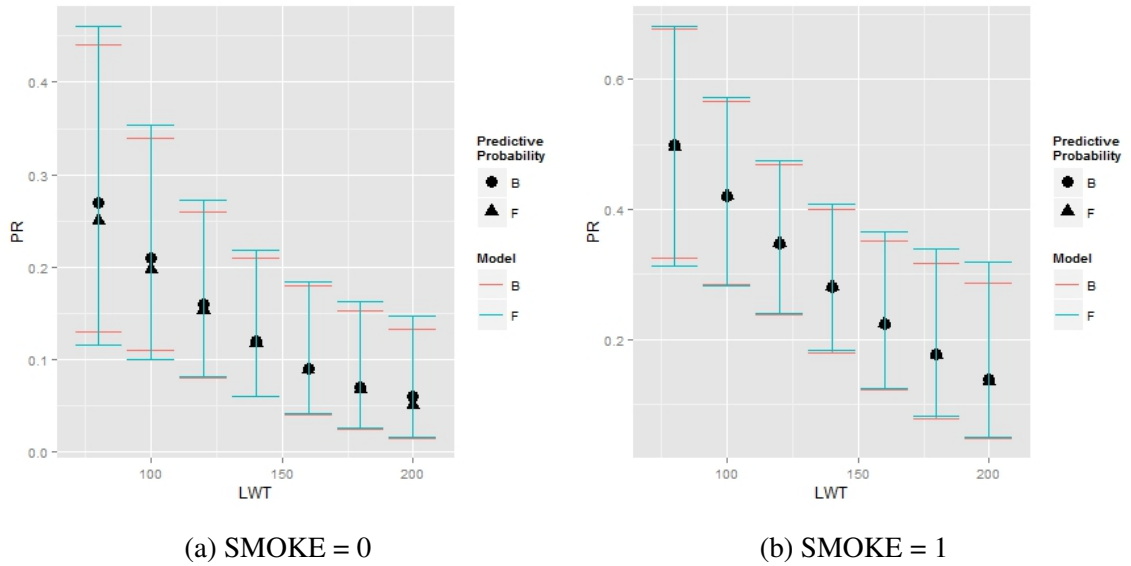 0.4
0.3
0.2
0.1
0.0
PR
100
150
200
LWT
Predictive
Probability
B
F
Model
B
F
(a) SMOKE = 0
0.6
0.4
0.2
PR
100
150
200
LWT
Predictive
Probability
B
F
Model
B
F
(b) SMOKE = 1